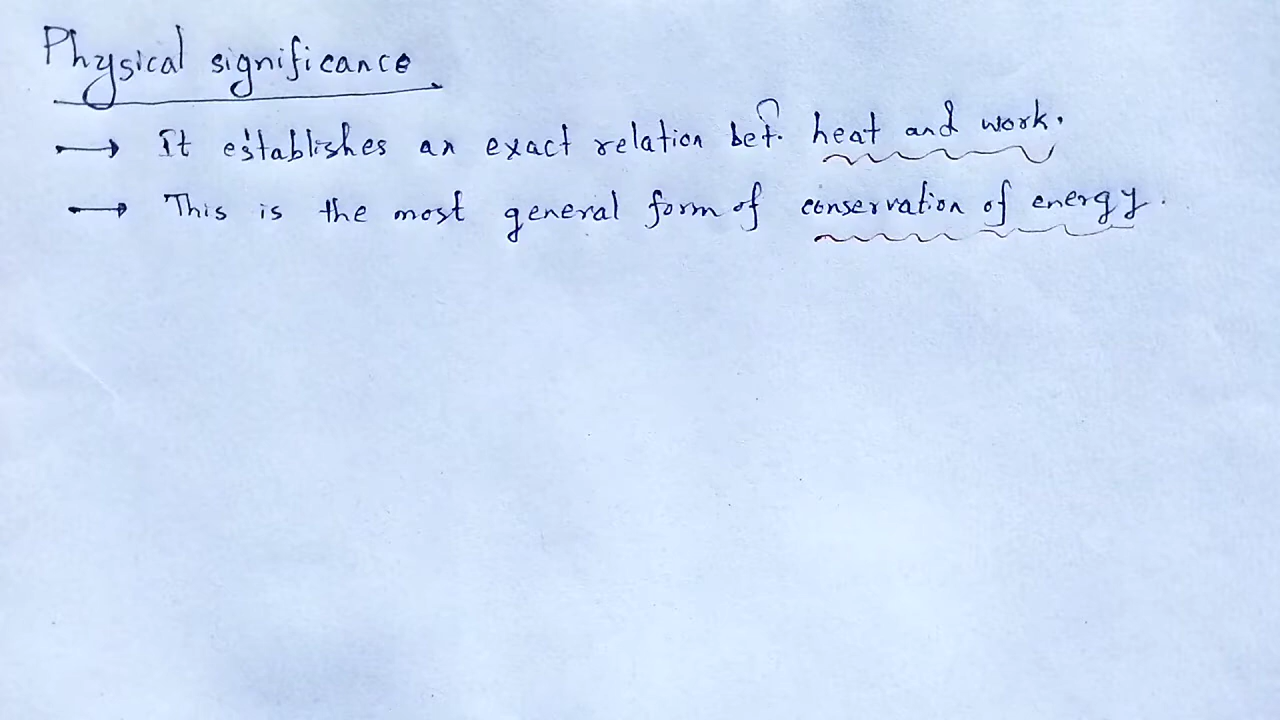 Physical significance
→ It establishes an exact relation bet. heat and work.
→ This is the most general form of conservation of energy.